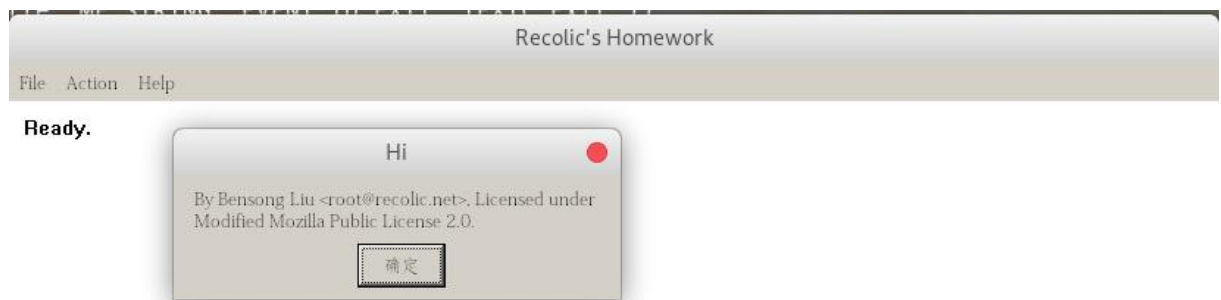 Recolic's Homework
File Action Help
Ready.
Hi
By Bensong Liu <root@recolic.net>, Licensed under
Modified Mozilla Public License 2.0.
确定